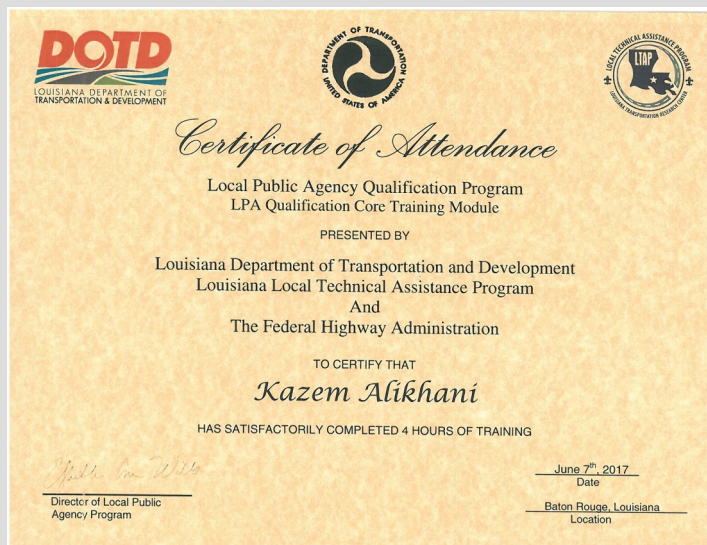 DOTD
LOUISIANA DEPARTMENT OF
TRANSPORTATION & DEVELOPMENT
DEPARTMENT OF TRANSPORTATION
UNITED STATES OF AMERICA
LOCAL TECHNICAL ASSISTANCE PROGRAM
LTAP
LOUISIANA TRANSPORTATION RESEARCH CENTER
Certificate of Attendance
Local Public Agency Qualification Program
LPA Qualification Core Training Module
PRESENTED BY
Louisiana Department of Transportation and Development
Louisiana Local Technical Assistance Program
And
The Federal Highway Administration
TO CERTIFY THAT
Kazem Alikhani
HAS SATISFACTORILY COMPLETED 4 HOURS OF TRAINING
Director of Local Public
Agency Program
June 7th, 2017
Date
Baton Rouge, Louisiana
Location